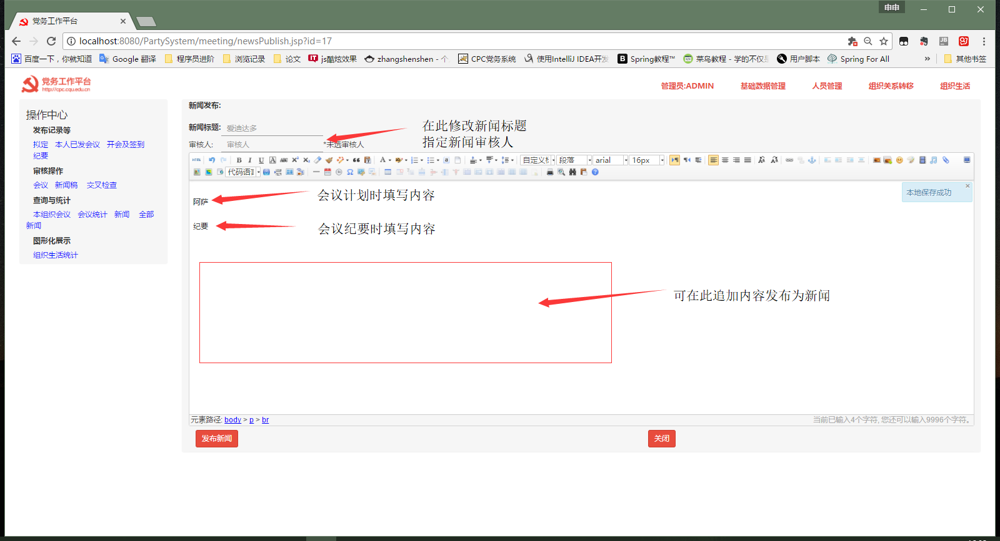 申申
党务工作平台
localhost:8080/PartySystem/meeting/newsPublish.jsp?id=17
百度一下，你就知道 Google 翻译 程序员进阶 浏览记录 论文 js酷炫效果 zhangshenshen - 个 CPC党务系统 使用IntelliJ IDEA开发 Spring教程™ 菜鸟教程 - 学的不仅是 用户脚本 Spring For All » 其他书签
党务工作平台
http://cpc.cqu.edu.cn
管理员:ADMIN 基础数据管理 人员管理 组织关系转移 组织生活
操作中心
发布记录等
拟定 本人已发会议 开会及签到
纪要
审核操作
会议 新闻稿 交叉检查
查询与统计
本组织会议 会议统计 新闻 全部
新闻
图形化展示
组织生活统计
新闻发布:
新闻标题: 爱迪达多
审核人: 审核人 *未选审核人
在此修改新闻标题
指定新闻审核人
HTML B I U A ABC X² X₂ 自定义标 段落 arial 16px
代码语言
本地保存成功
阿萨
会议计划时填写内容
纪要
会议纪要时填写内容
可在此追加内容发布为新闻
元素路径: body > p > br
当前已输入4个字符, 您还可以输入9996个字符。
发布新闻 关闭